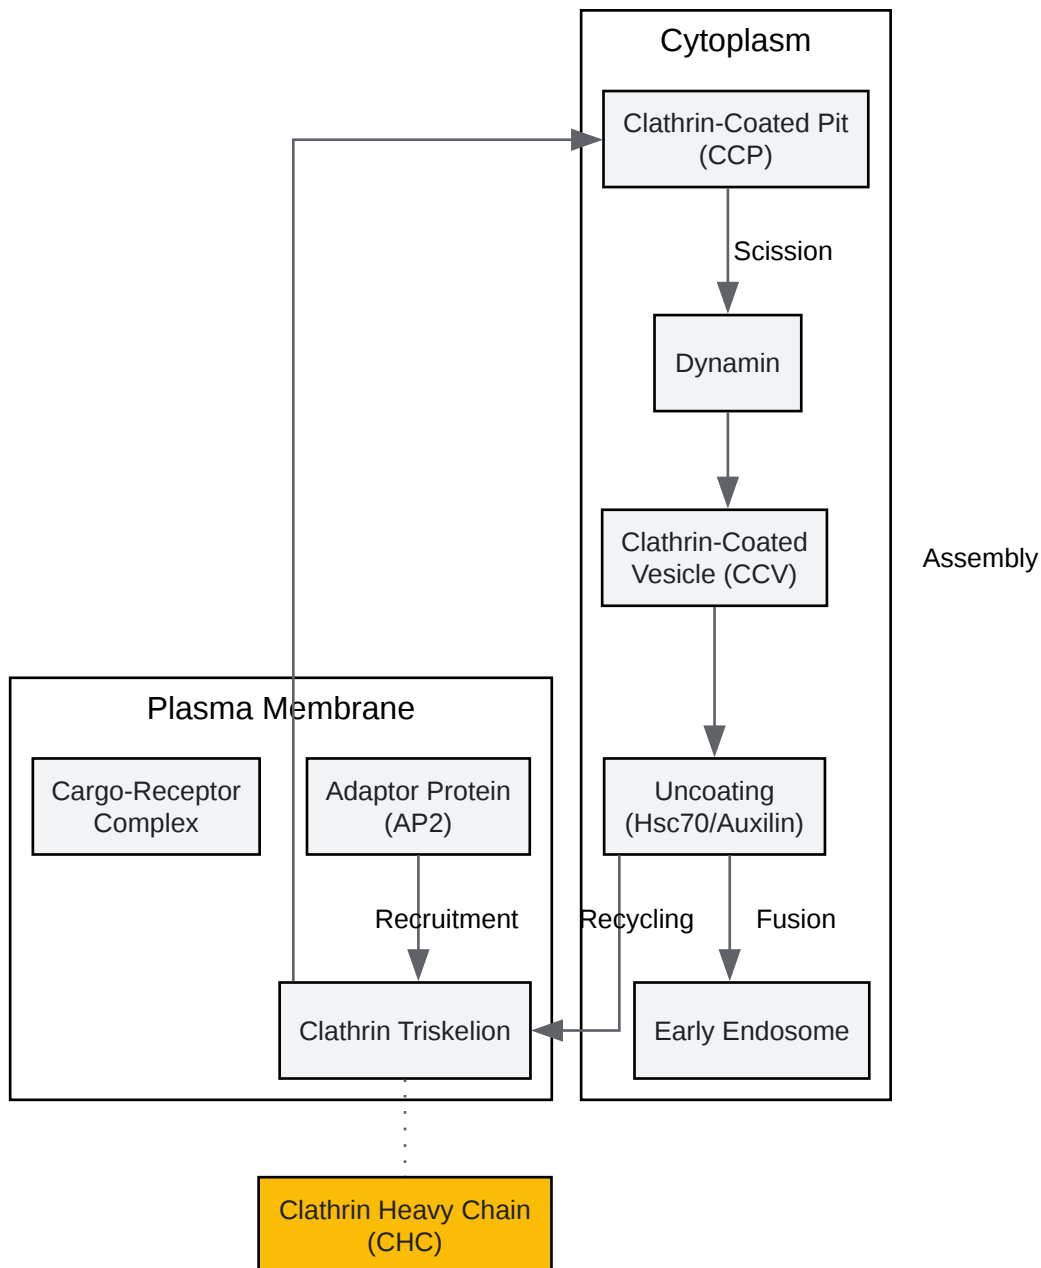 Cytoplasm
Clathrin-Coated Pit
(CCP)
Scission
Dynamin
Clathrin-Coated
Vesicle (CCV)
Assembly
Plasma Membrane
Cargo-Receptor
Complex
Adaptor Protein
(AP2)
Uncoating
(Hsc70/Auxilin)
Recruitment
Recycling
Fusion
Clathrin Triskelion
Early Endosome
Clathrin Heavy Chain
(CHC)